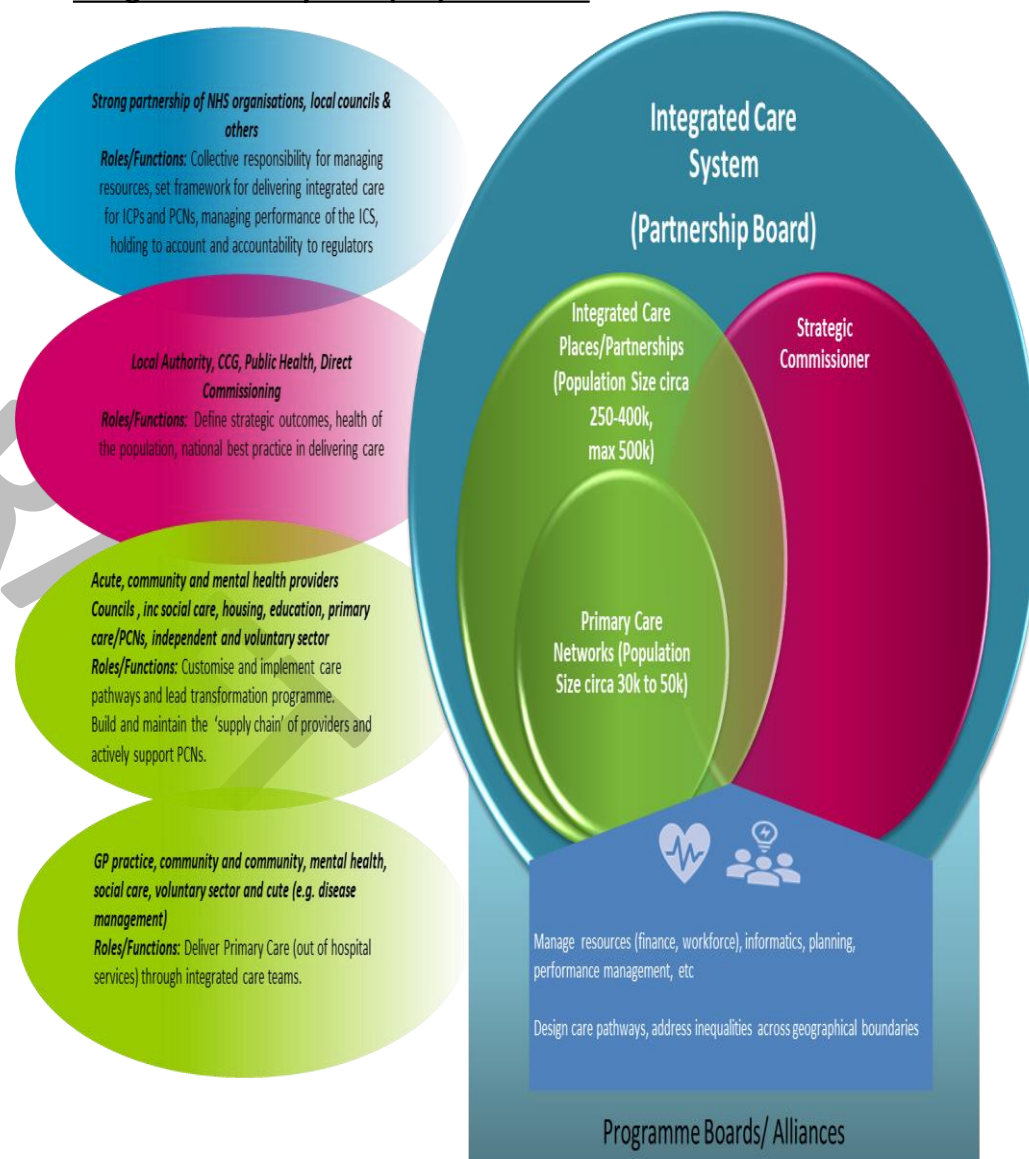 Strong partnership of NHS organisations, local councils &
others
Roles/Functions: Collective responsibility for managing
resources, set framework for delivering integrated care
for ICPs and PCNs, managing performance of the ICS,
holding to account and accountability to regulators
Local Authority, CCG, Public Health, Direct
Commissioning
Roles/Functions: Define strategic outcomes, health of
the population, national best practice in delivering care
Acute, community and mental health providers
Councils , inc social care, housing, education, primary
care/PCNs, independent and voluntary sector
Roles/Functions: Customise and implement care
pathways and lead transformation programme.
Build and maintain the 'supply chain' of providers and
actively support PCNs.
GP practice, community and community, mental health,
social care, voluntary sector and cute (e.g. disease
management)
Roles/Functions: Deliver Primary Care (out of hospital
services) through integrated care teams.
Integrated Care
System
(Partnership Board)
Integrated Care
Places/Partnerships
(Population Size circa
250-400k,
max 500k)
Strategic
Commissioner
Primary Care
Networks (Population
Size circa 30k to 50k)
Manage resources (finance, workforce), informatics, planning,
performance management, etc
Design care pathways, address inequalities across geographical boundaries
Programme Boards/ Alliances